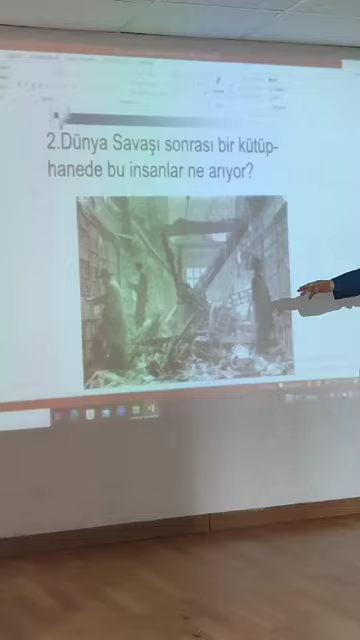 2.Dünya Savaşı sonrası bir kütüp-
hanede bu insanlar ne arıyor?